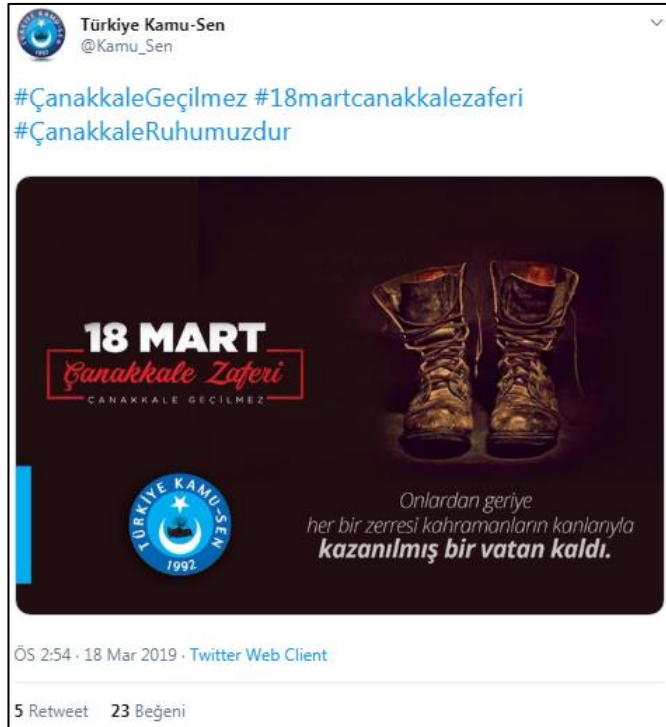 Türkiye Kamu-Sen
@Kamu_Sen
#ÇanakkaleGeçilmez #18martcanakkalezaferi
#ÇanakkaleRuhumuzdur
18 MART
Çanakkale Zaferi
ÇANAKKALE GEÇİLMEZ
TÜRKİYE KAMU-SEN
1992
Onlardan geriye
her bir zerresi kahramanların kanlarıyla
kazanılmış bir vatan kaldı.
ÖS 2:54 · 18 Mar 2019 · Twitter Web Client
5 Retweet 23 Beğeni